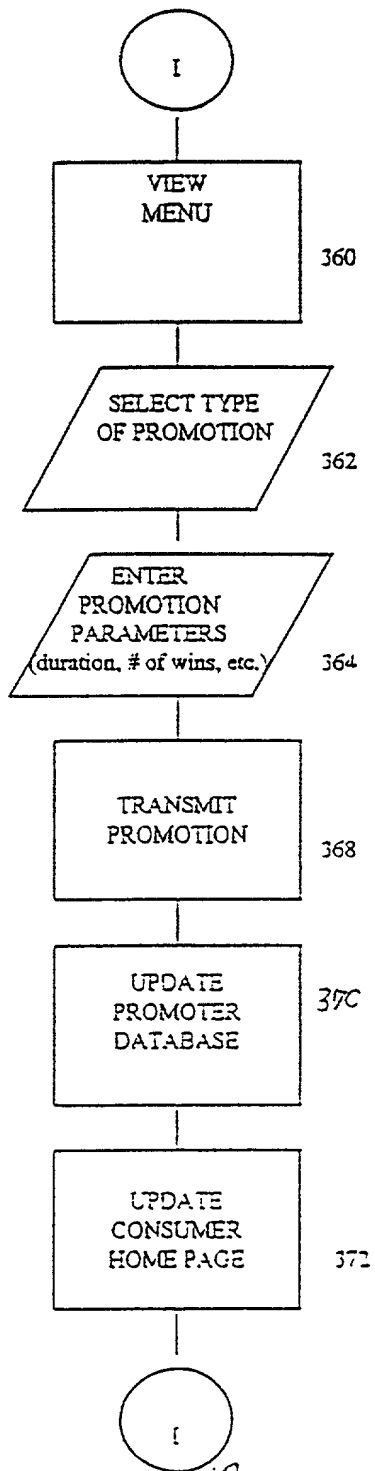 I
VIEW
MENU
360
SELECT TYPE
OF PROMOTION
362
ENTER
PROMOTION
PARAMETERS
(duration, # of wins, etc.)
364
TRANSMIT
PROMOTION
368
UPDATE
PROMOTER
DATABASE
370
UPDATE
CONSUMER
HOME PAGE
372
I